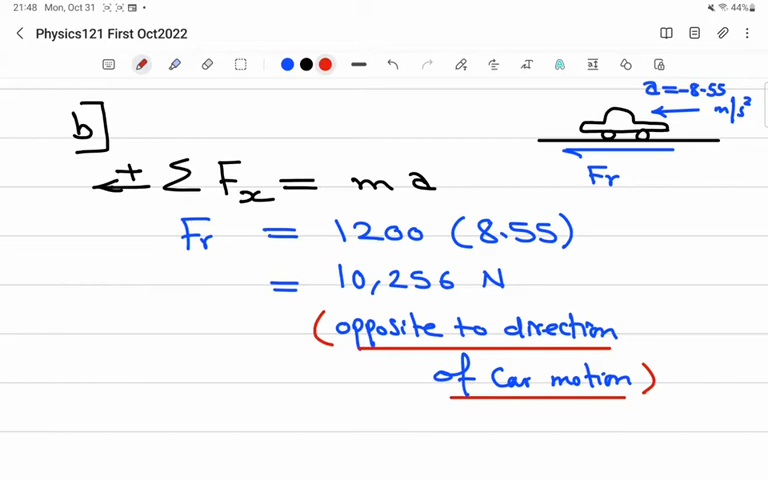 21:48 Mon, Oct 31
44%
Physics121 First Oct2022
b]
a = -8.55
m/s²
Fr
+ ΣFx = ma
Fr = 1200 (8.55)
= 10,256 N
(opposite to direction
of car motion)